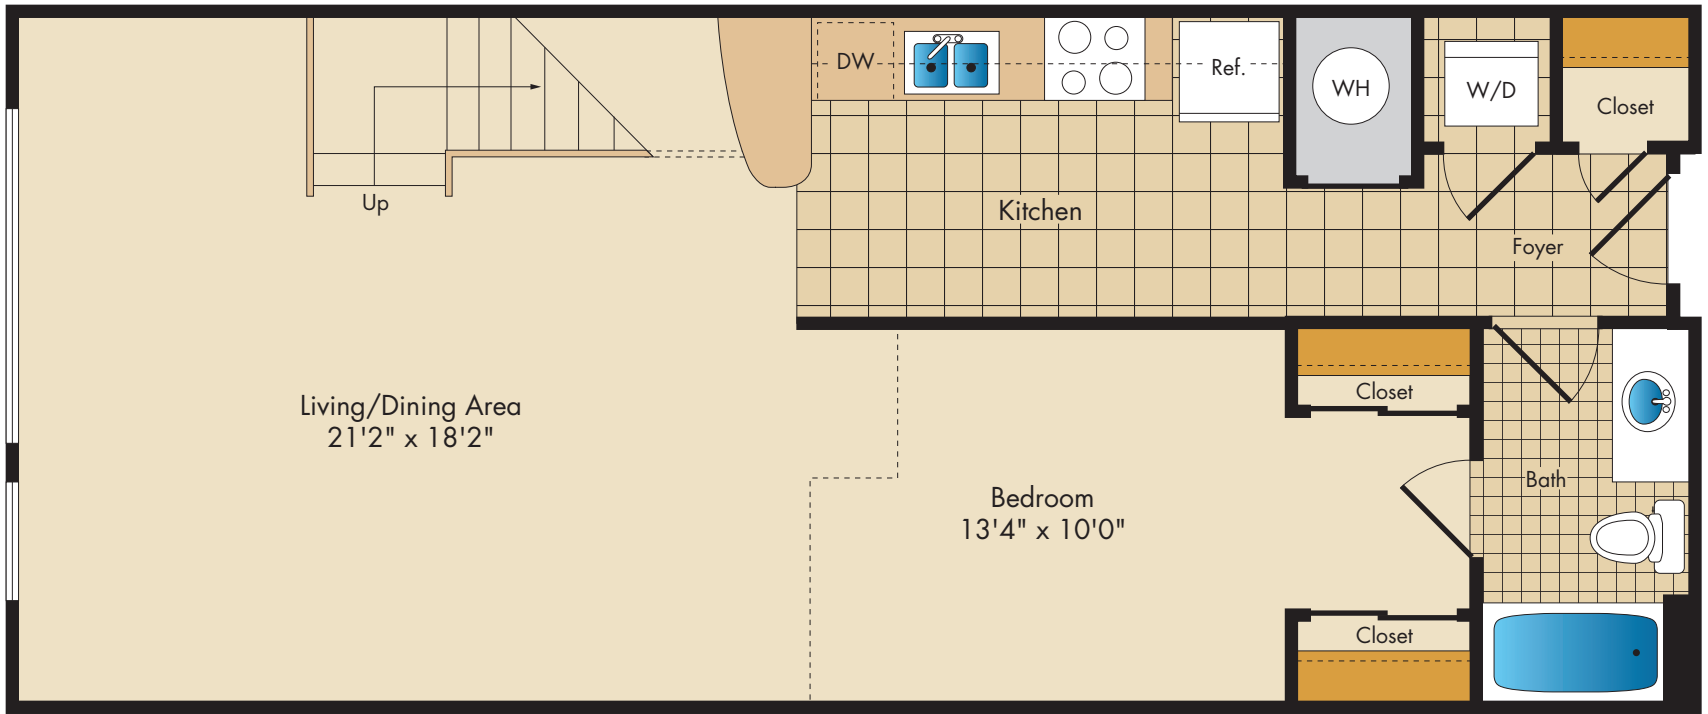 DW
Ref.
WH
W/D
Closet
Up
Kitchen
Foyer
Living/Dining Area
21'2" x 18'2"
Closet
Bath
Bedroom
13'4" x 10'0"
Closet